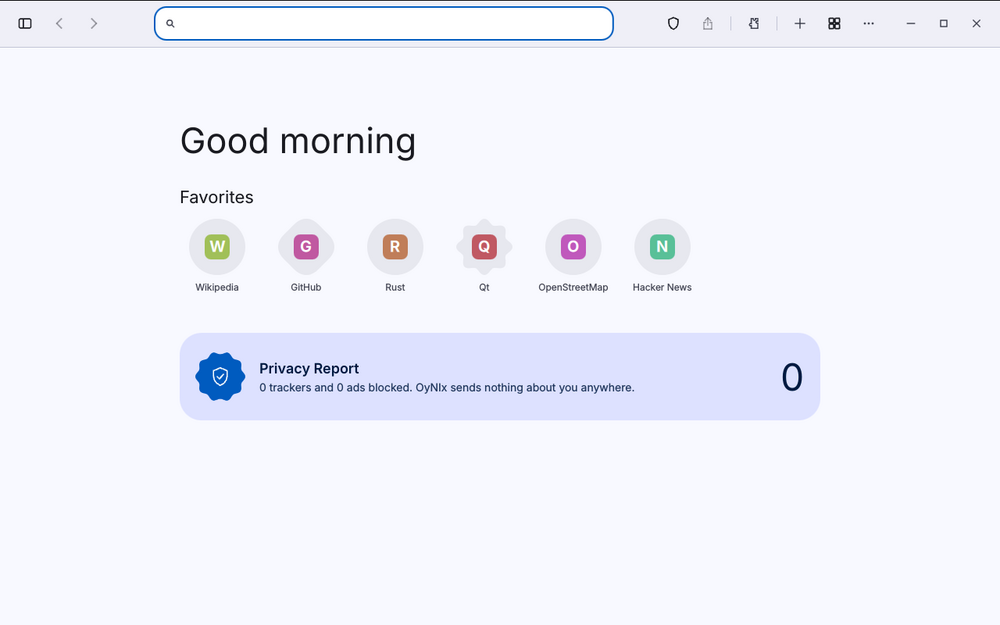 Good morning
Favorites
W
G
R
Q
O
N
Wikipedia
GitHub
Rust
Qt
OpenStreetMap
Hacker News
Privacy Report
0 trackers and 0 ads blocked. OyNIx sends nothing about you anywhere.
0